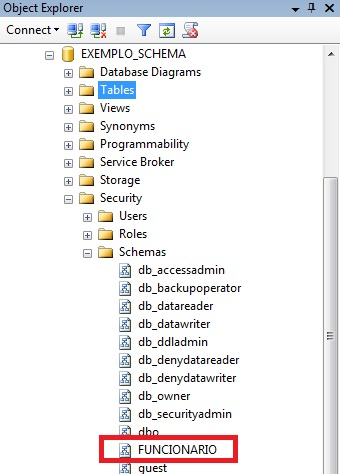 Object Explorer
Connect
EXEMPLO_SCHEMA
Database Diagrams
Tables
Views
Synonyms
Programmability
Service Broker
Storage
Security
Users
Roles
Schemas
db_accessadmin
db_backupoperator
db_datareader
db_datawriter
db_ddladmin
db_denydatareader
db_denydatawriter
db_owner
db_securityadmin
dbo
FUNCIONARIO
guest